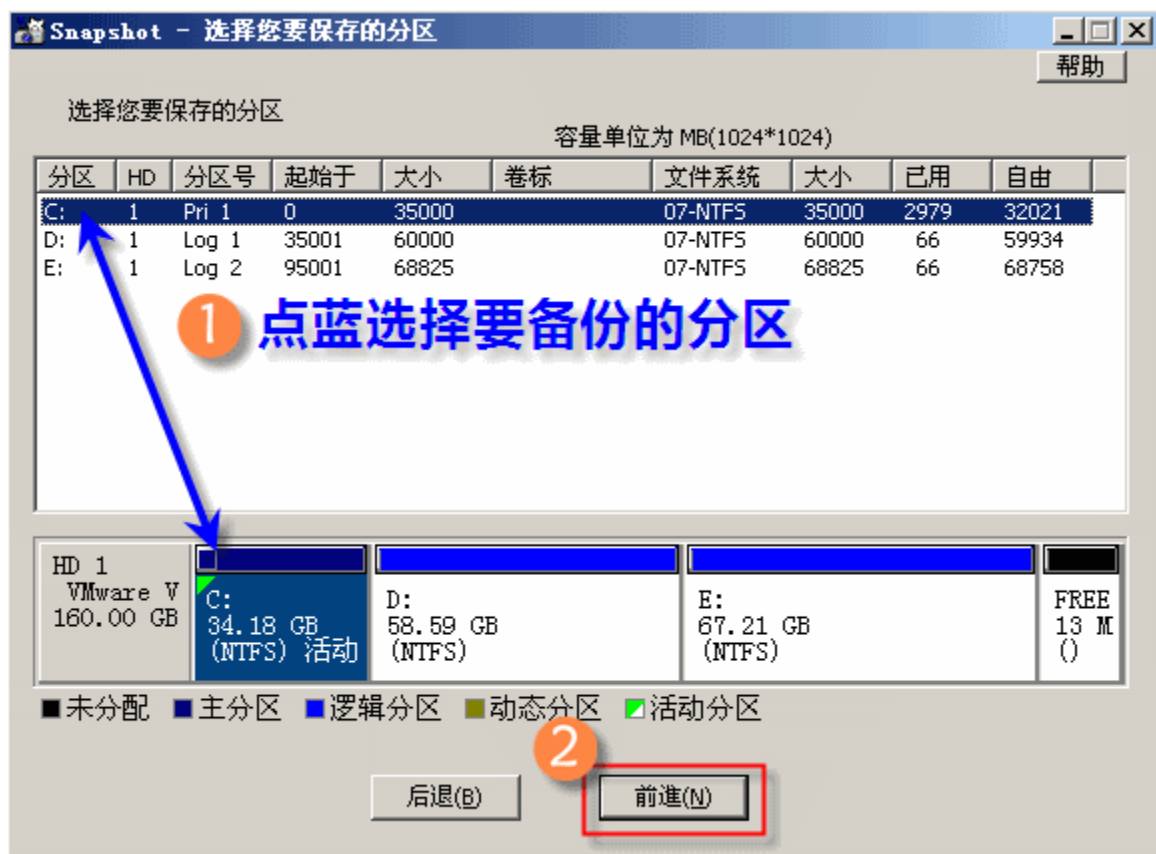 Snapshot - 选择您要保存的分区
帮助
选择您要保存的分区
容量单位为 MB(1024*1024)
分区 HD 分区号 起始于 大小 卷标 文件系统 大小 已用 自由
C: 1 Pri 1 0 35000 07-NTFS 35000 2979 32021
D: 1 Log 1 35001 60000 07-NTFS 60000 66 59934
E: 1 Log 2 95001 68825 07-NTFS 68825 66 68758
1 点蓝选择要备份的分区
HD 1
VMware V
160.00 GB
C:
34.18 GB
(NTFS) 活动
D:
58.59 GB
(NTFS)
E:
67.21 GB
(NTFS)
FREE
13 M
()
未分配 主分区 逻辑分区 动态分区 活动分区
2
后退(B) 前進(N)